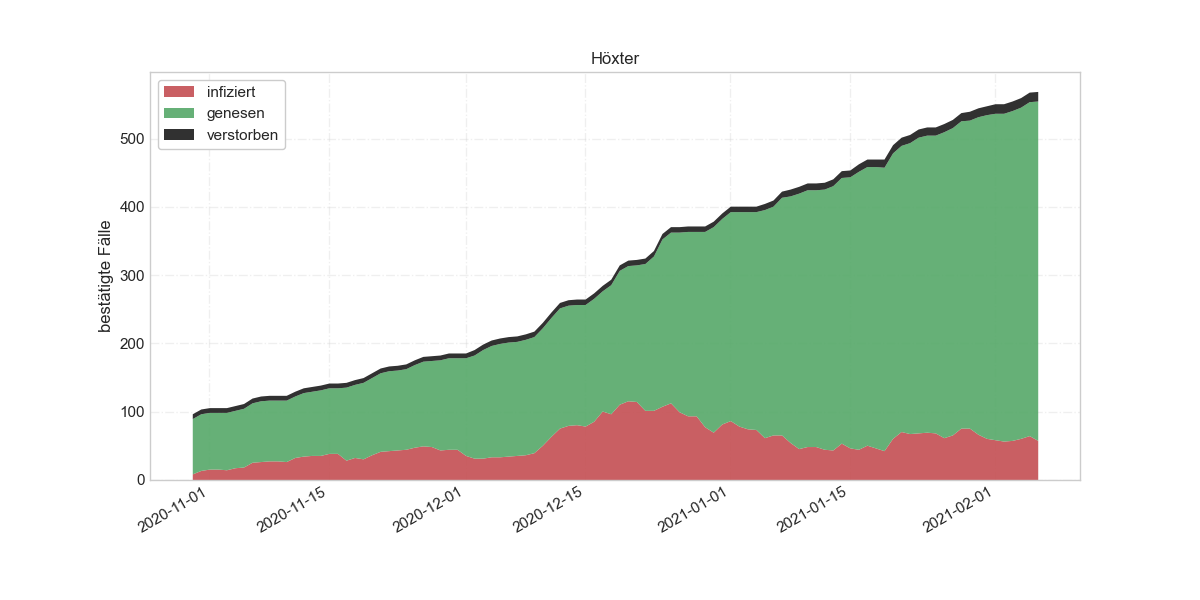 Höxter
infiziert
genesen
verstorben
bestätigte Fälle
500
400
300
200
100
0
2020-11-01
2020-11-15
2020-12-01
2020-12-15
2021-01-01
2021-01-15
2021-02-01